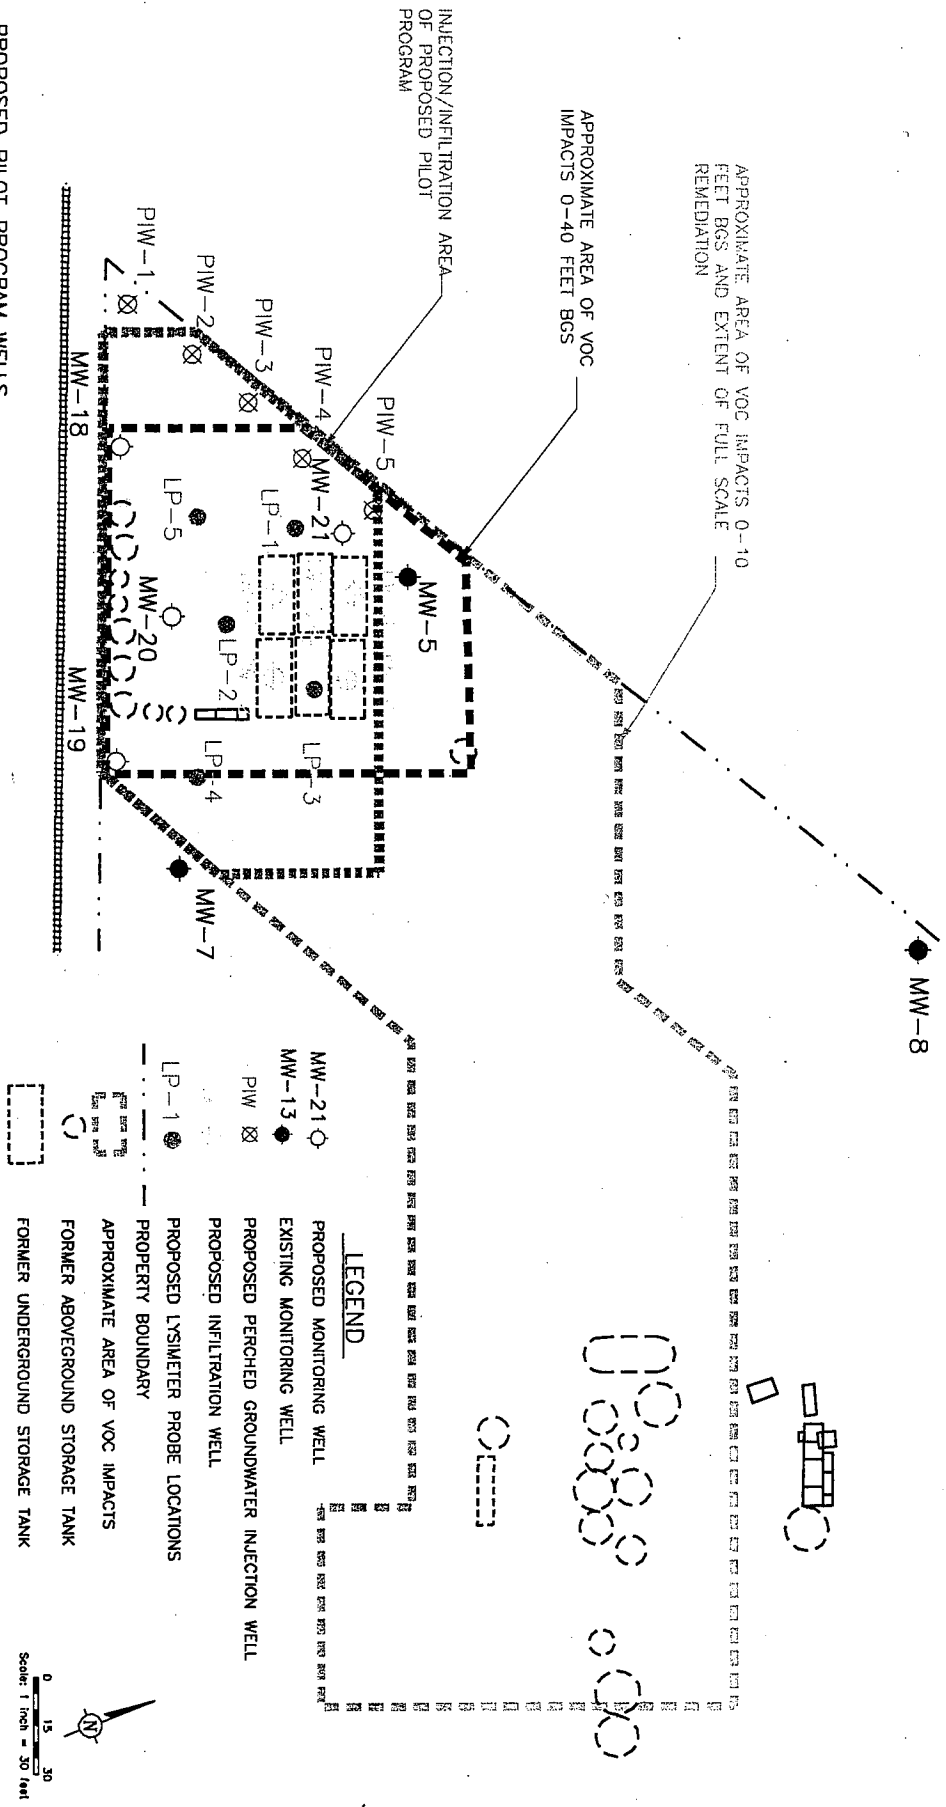 APPROXIMATE AREA OF VOC IMPACTS 0-10
FEET BGS AND EXTENT OF FULL SCALE
REMEDIATION
APPROXIMATE AREA OF VOC
IMPACTS 0-40 FEET BGS
INJECTION/INFILTRATION AREA
OF PROPOSED PILOT
PROGRAM
MW-8
PIW-5
MW-5
PIW-4
MW-21
PIW-3
LP-1
LP-3
PIW-2
LP-5
LP-2
LP-4
MW-7
PIW-1
MW-20
MW-18
MW-19
LEGEND
MW-21
PROPOSED MONITORING WELL
MW-13
EXISTING MONITORING WELL
PIW
PROPOSED PERCHED GROUNDWATER INJECTION WELL
PROPOSED INFILTRATION WELL
LP-1
PROPOSED LYSIMETER PROBE LOCATIONS
PROPERTY BOUNDARY
APPROXIMATE AREA OF VOC IMPACTS
FORMER ABOVEGROUND STORAGE TANK
FORMER UNDERGROUND STORAGE TANK
N
0 15 30
Scale: 1 inch = 30 feet
PROPOSED PILOT PROGRAM WELLS